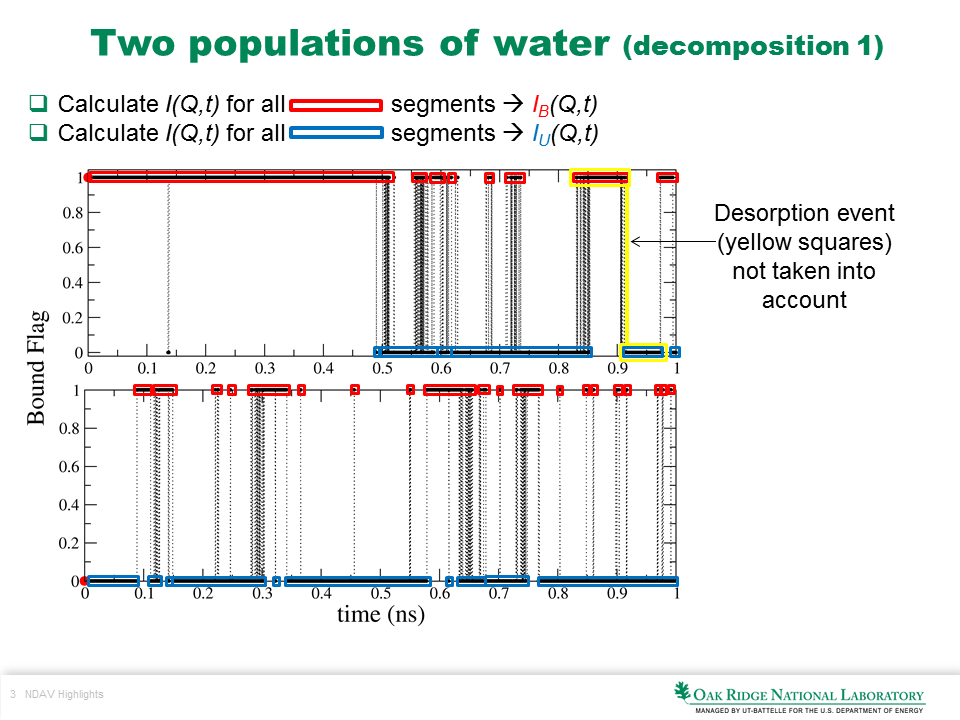 Two populations of water (decomposition 1)
Calculate I(Q,t) for all segments → IB(Q,t)
Calculate I(Q,t) for all segments → IU(Q,t)
Desorption event
(yellow squares)
not taken into
account
Bound Flag
1
0.8
0.6
0.4
0.2
0
0 0.1 0.2 0.3 0.4 0.5 0.6 0.7 0.8 0.9 1
1
0.8
0.6
0.4
0.2
0
0 0.1 0.2 0.3 0.4 0.5 0.6 0.7 0.8 0.9 1
time (ns)
3 NDAV Highlights
OAK RIDGE NATIONAL LABORATORY
MANAGED BY UT-BATTELLE FOR THE U.S. DEPARTMENT OF ENERGY